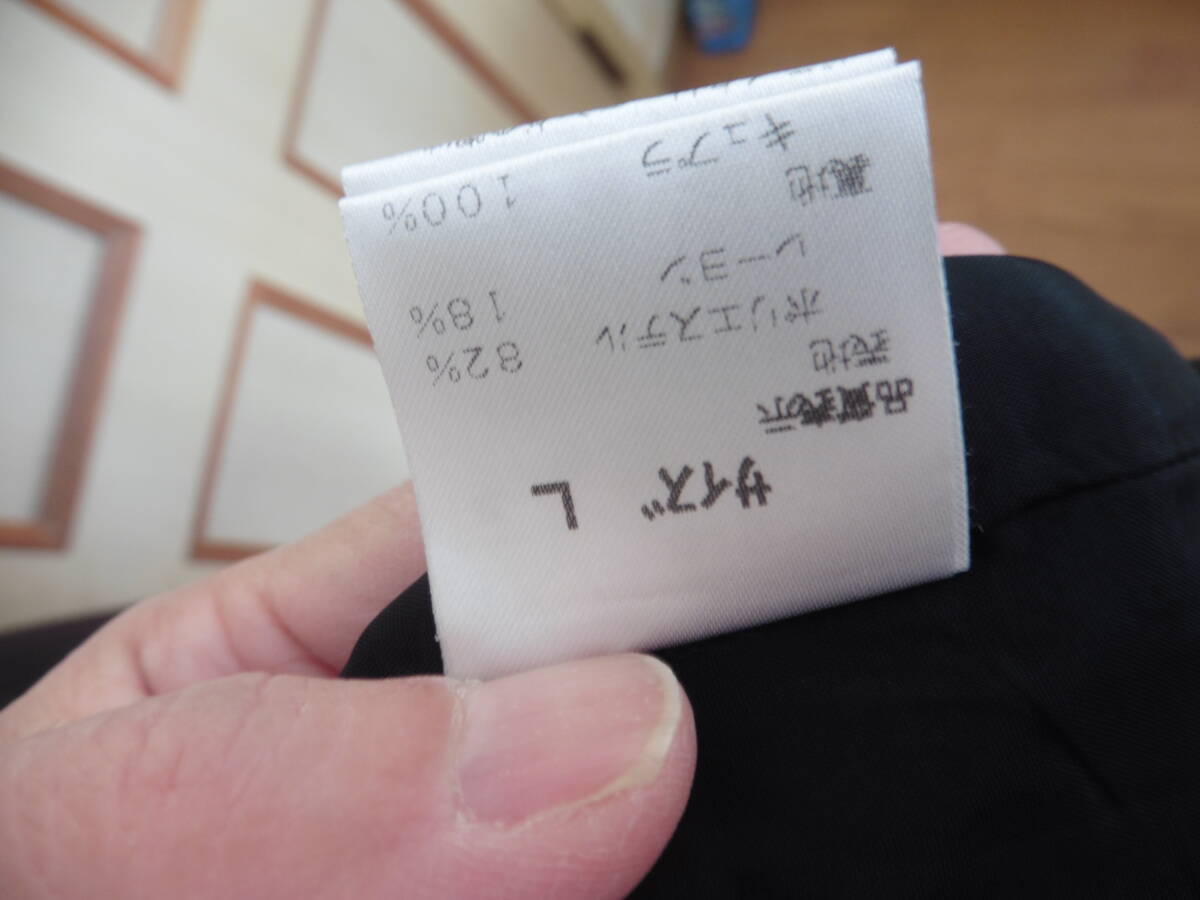 サイズ L
品質表示
表地
ポリエステル 82%
レーヨン 18%
裏地
キュプラ 100%